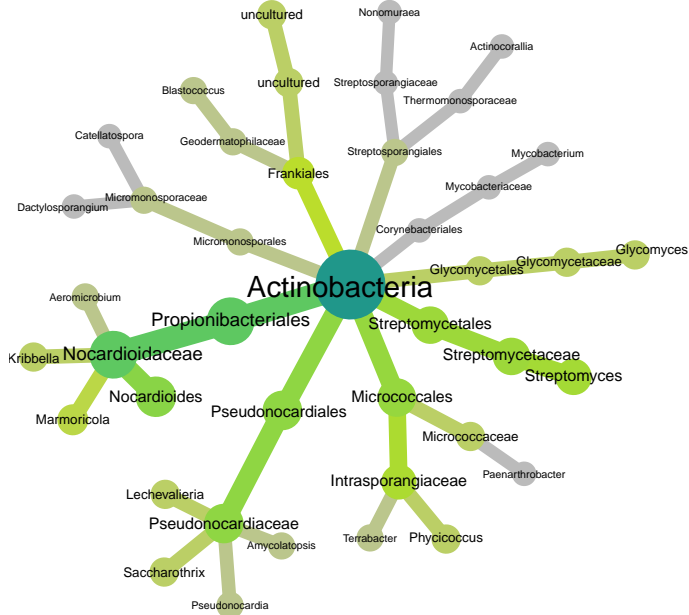 uncultured
Nonomuraea
Actinocorallia
uncultured
Streptosporangiaceae
Blastococcus
Thermomonosporaceae
Catellatospora
Geodermatophilaceae
Streptosporangiales
Mycobacterium
Frankiales
Mycobacteriaceae
Micromonosporaceae
Dactylosporangium
Corynebacteriales
Micromonosporales
Glycomyces
Glycomycetaceae
Glycomycetales
Actinobacteria
Aeromicrobium
Propionibacteriales
Streptomycetales
Nocardioidaceae
Kribbella
Streptomycetaceae
Streptomyces
Nocardioides
Marmoricola
Pseudonocardiales
Micrococcales
Micrococcaceae
Paenarthrobacter
Intrasporangiaceae
Lechevalieria
Pseudonocardiaceae
Amycolatopsis
Terrabacter
Phycicoccus
Saccharothrix
Pseudonocardia